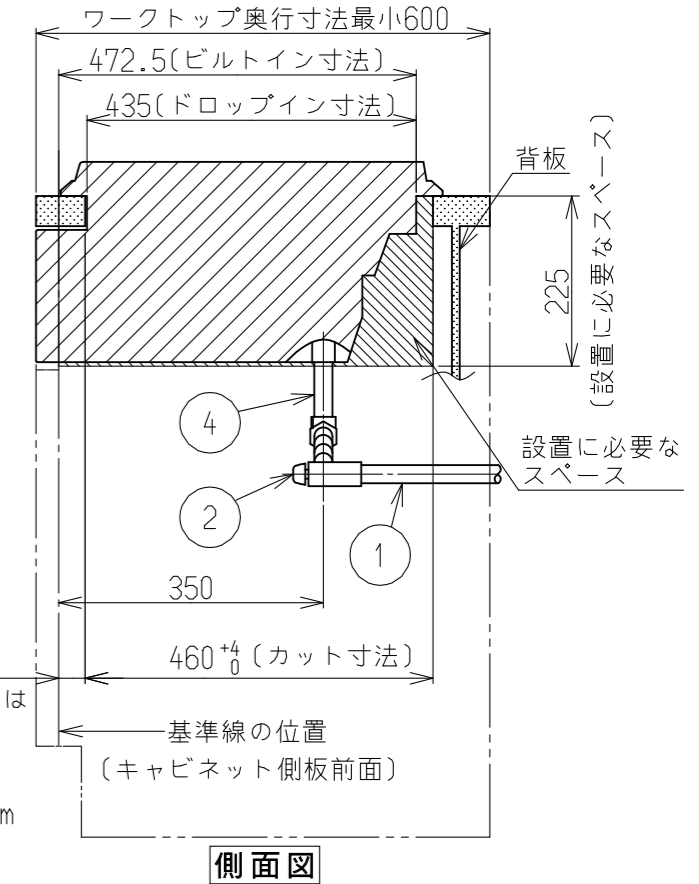 ワークトップ奥行寸法最小600
472.5(ビルトイン寸法)
435(ドロップイン寸法)
背板
225
(設置に必要なスペース)
4
設置に必要な
スペース
2
1
350
460 +4 0 (カット寸法)
は
基準線の位置
(キャビネット側板前面)
m
側面図